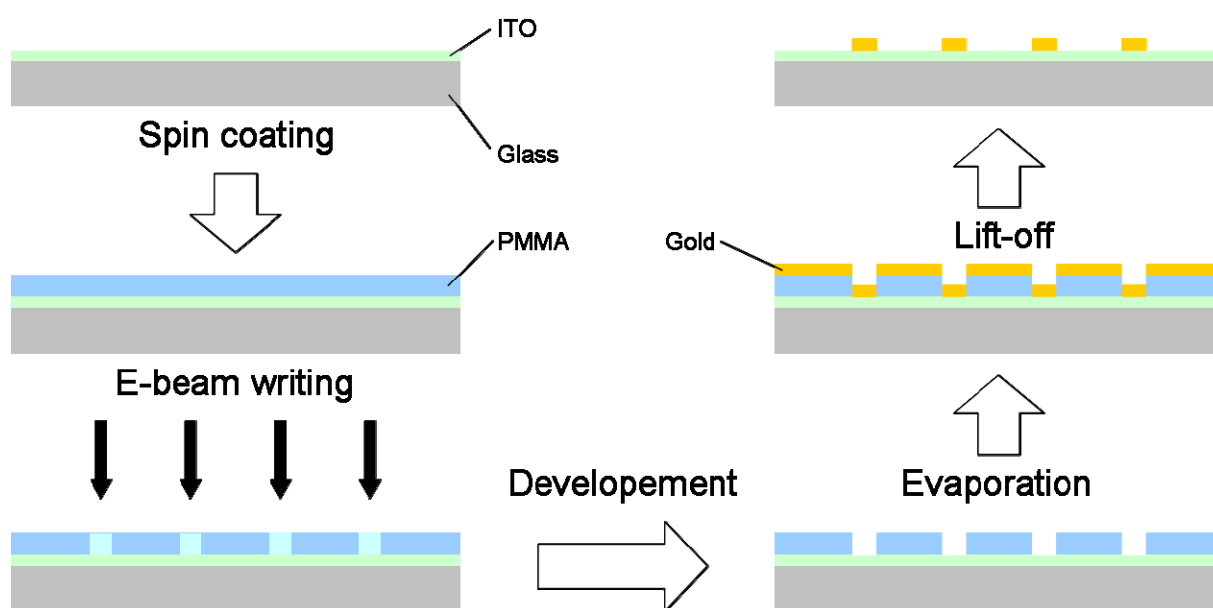 ITO
Spin coating
Glass
PMMA
E-beam writing
Developement
Evaporation
Gold
Lift-off